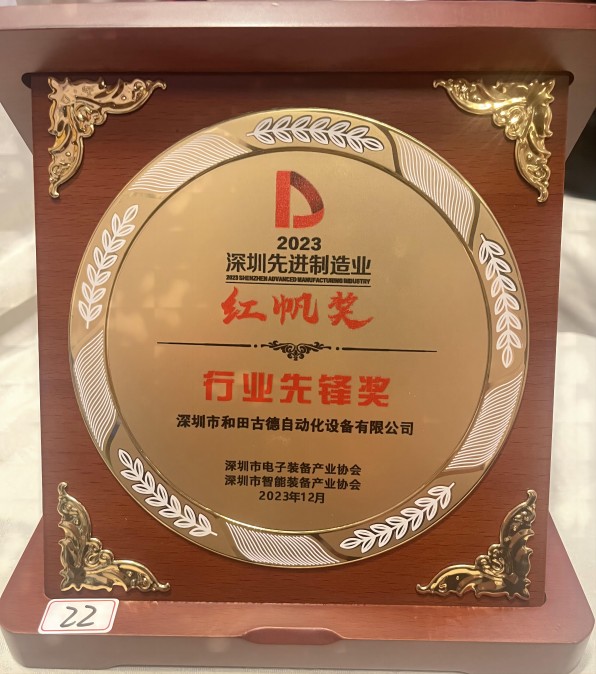 2023
深圳先进制造业
2023 SHENZHEN ADVANCED MANUFACTURING INDUSTRY
红帆奖
行业先锋奖
深圳市和田古德自动化设备有限公司
深圳市电子装备产业协会
深圳市智能装备产业协会
2023年12月
22